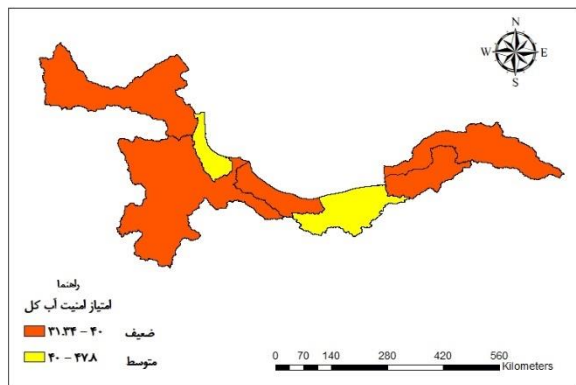 N
W E
S
راهنما
امتیاز امنیت آب کل
ضعیف ۳۱.۳۴ - ۴۰
متوسط ۴۰ - ۴۷.۸
0 70 140 280 420 560
Kilometers